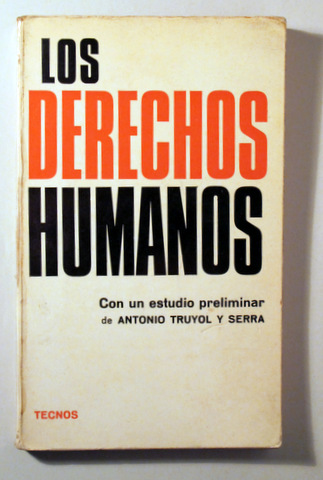 LOS
DERECHOS
HUMANOS
Con un estudio preliminar
de ANTONIO TRUYOL Y SERRA
TECNOS